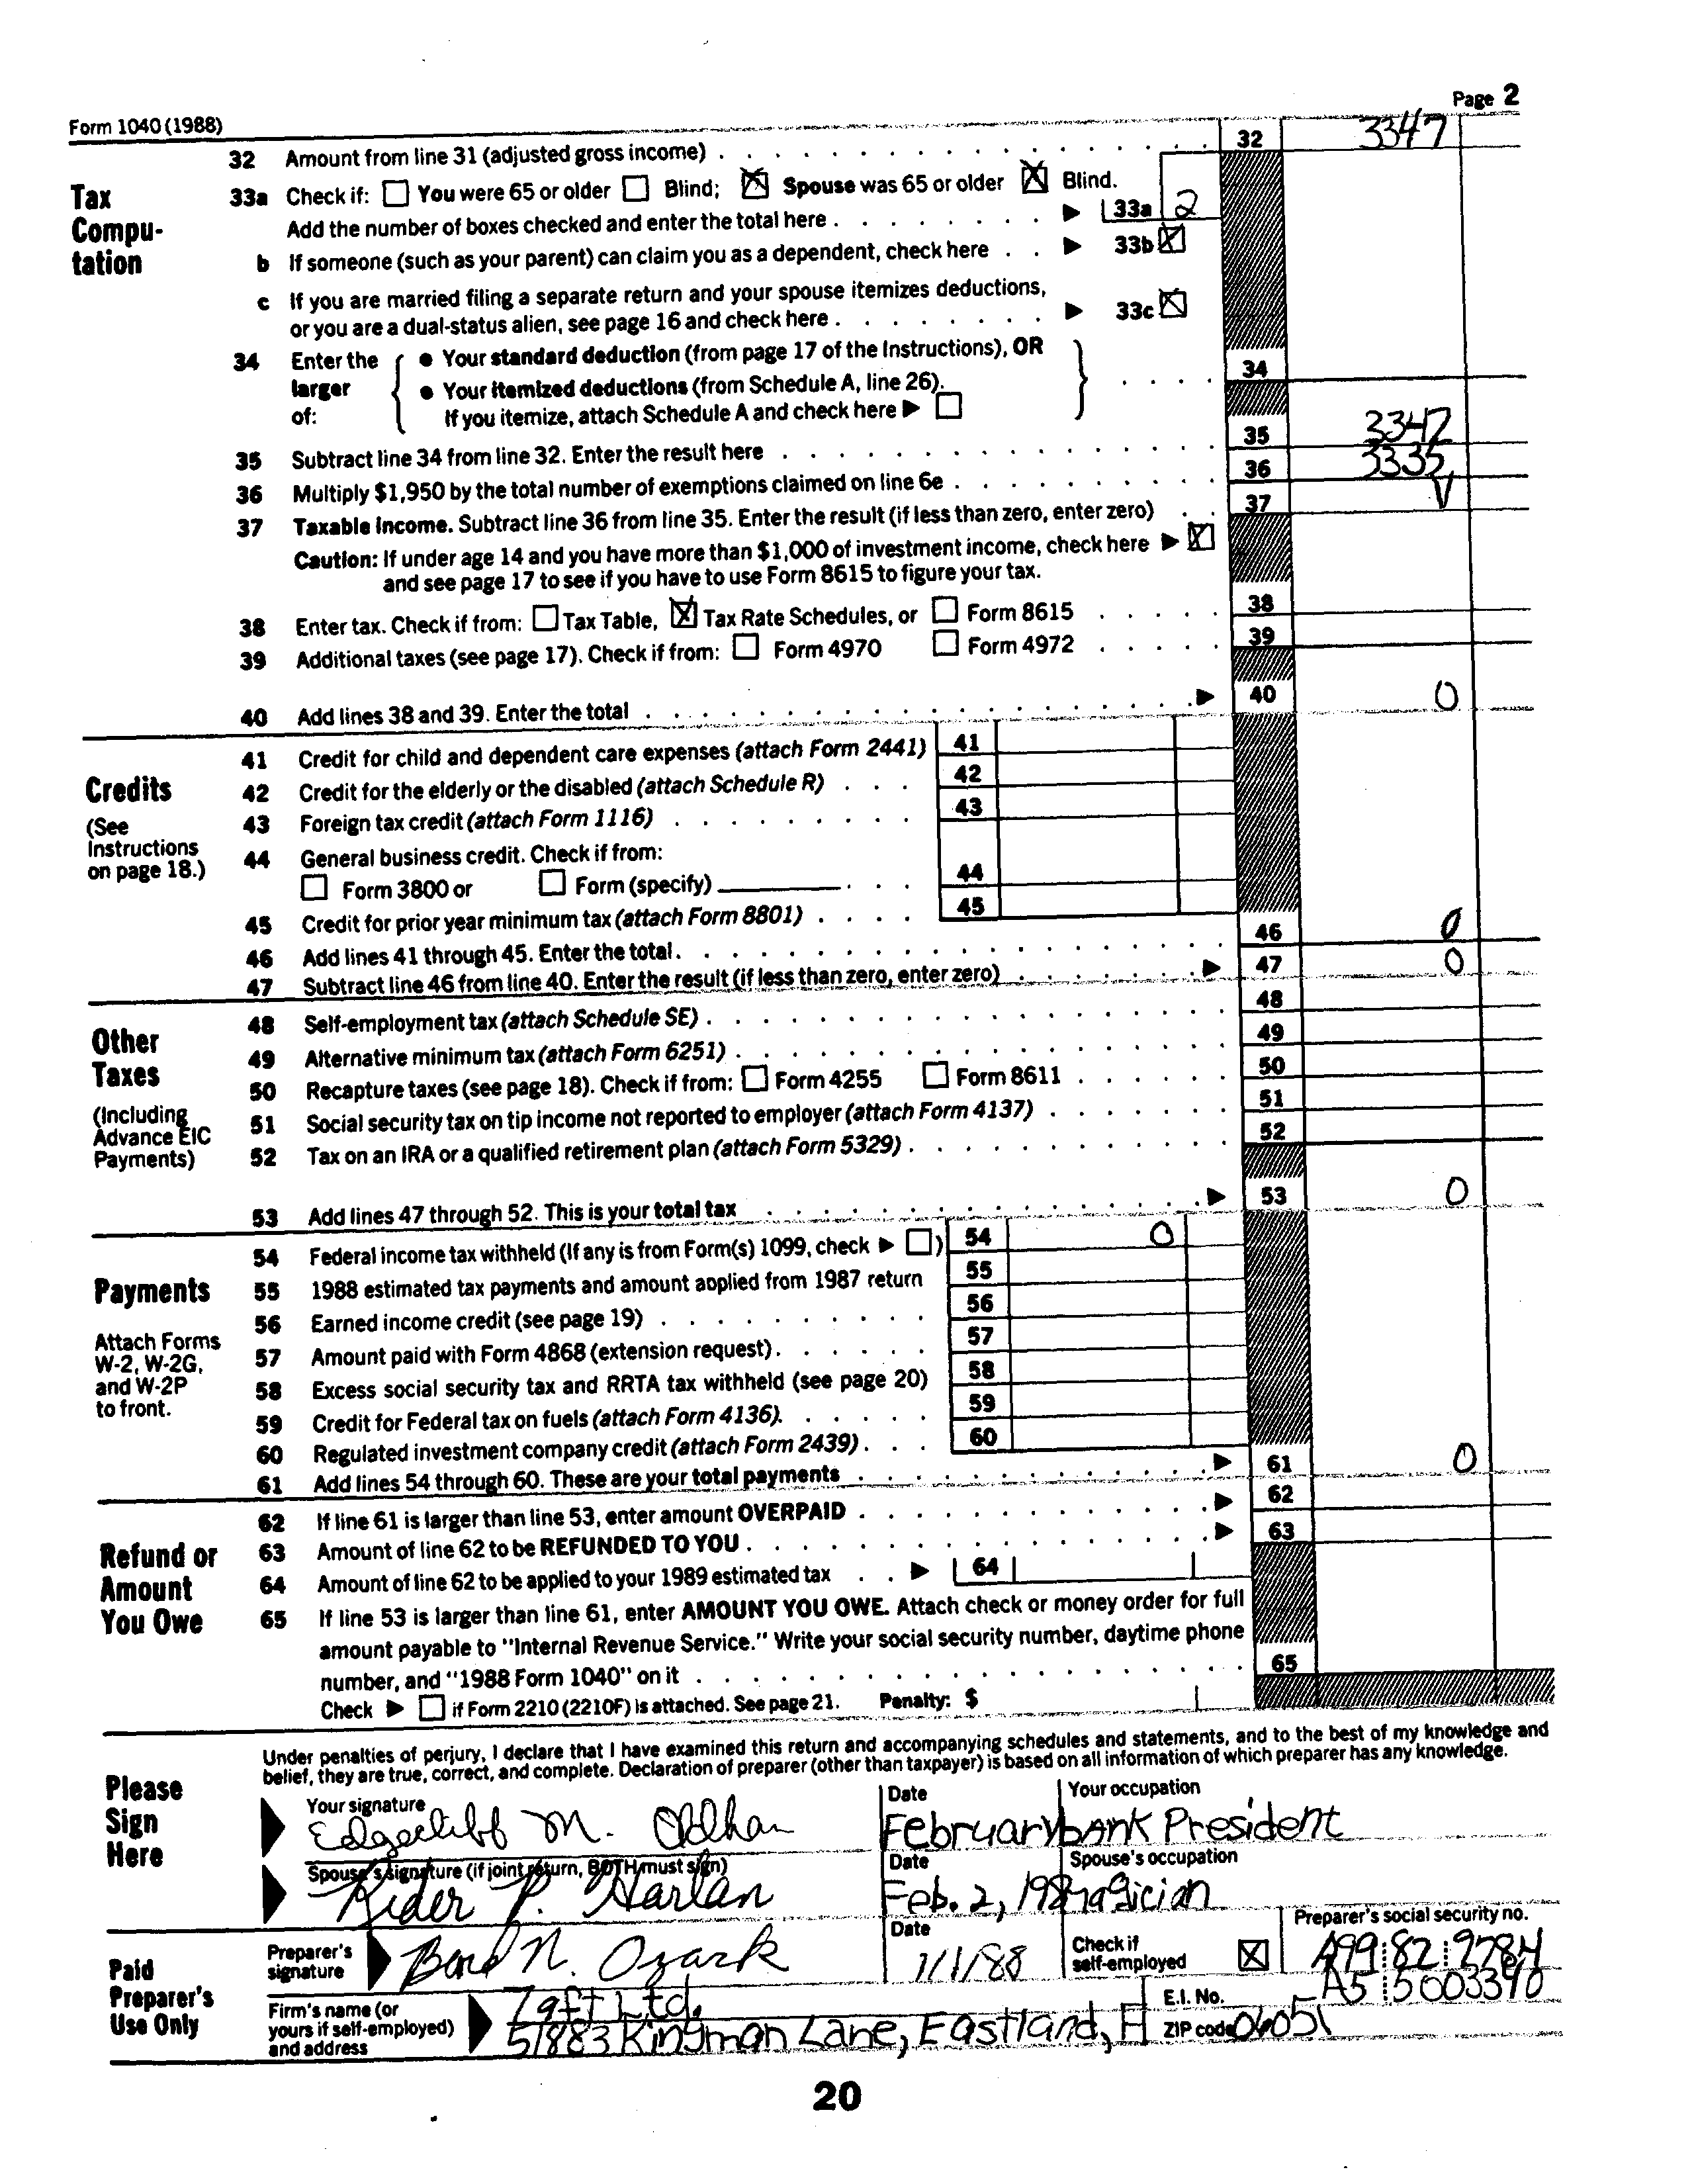 Page 2
Form 1040 (1988)
32 Amount from line 31 (adjusted gross income) 32 3347
Tax Compu-tation
33a Check if: You were 65 or older Blind; X Spouse was 65 or older X Blind.
Add the number of boxes checked and enter the total here 33a 2
b If someone (such as your parent) can claim you as a dependent, check here 33b X
c If you are married filing a separate return and your spouse itemizes deductions,
or you are a dual-status alien, see page 16 and check here 33c X
34 Enter the larger of: • Your standard deduction (from page 17 of the Instructions), OR
• Your itemized deductions (from Schedule A, line 26). 34
If you itemize, attach Schedule A and check here
35 Subtract line 34 from line 32. Enter the result here 35 3347
36 Multiply $1,950 by the total number of exemptions claimed on line 6e 36 3335
37 Taxable income. Subtract line 36 from line 35. Enter the result (if less than zero, enter zero) 37
Caution: If under age 14 and you have more than $1,000 of investment income, check here X
and see page 17 to see if you have to use Form 8615 to figure your tax.
38 Enter tax. Check if from: Tax Table, X Tax Rate Schedules, or Form 8615 38
39 Additional taxes (see page 17). Check if from: Form 4970 Form 4972 39
40 Add lines 38 and 39. Enter the total 40 0
Credits
(See Instructions on page 18.)
41 Credit for child and dependent care expenses (attach Form 2441) 41
42 Credit for the elderly or the disabled (attach Schedule R) 42
43 Foreign tax credit (attach Form 1116) 43
44 General business credit. Check if from:
Form 3800 or Form (specify) 44
45 Credit for prior year minimum tax (attach Form 8801) 45
46 Add lines 41 through 45. Enter the total. 46 0
47 Subtract line 46 from line 40. Enter the result (if less than zero, enter zero) 47 0
Other Taxes
(Including Advance EIC Payments)
48 Self-employment tax (attach Schedule SE) 48
49 Alternative minimum tax (attach Form 6251) 49
50 Recapture taxes (see page 18). Check if from: Form 4255 Form 8611 50
51 Social security tax on tip income not reported to employer (attach Form 4137) 51
52 Tax on an IRA or a qualified retirement plan (attach Form 5329) 52
53 Add lines 47 through 52. This is your total tax 53 0
Payments
Attach Forms W-2, W-2G, and W-2P to front.
54 Federal income tax withheld (If any is from Form(s) 1099, check ) 54 0
55 1988 estimated tax payments and amount applied from 1987 return 55
56 Earned income credit (see page 19) 56
57 Amount paid with Form 4868 (extension request) 57
58 Excess social security tax and RRTA tax withheld (see page 20) 58
59 Credit for Federal tax on fuels (attach Form 4136). 59
60 Regulated investment company credit (attach Form 2439) 60
61 Add lines 54 through 60. These are your total payments 61 0
Refund or Amount You Owe
62 If line 61 is larger than line 53, enter amount OVERPAID 62
63 Amount of line 62 to be REFUNDED TO YOU 63
64 Amount of line 62 to be applied to your 1989 estimated tax 64
65 If line 53 is larger than line 61, enter AMOUNT YOU OWE. Attach check or money order for full
amount payable to "Internal Revenue Service." Write your social security number, daytime phone
number, and "1988 Form 1040" on it 65
Check if Form 2210 (2210F) is attached. See page 21. Penalty: $
Under penalties of perjury, I declare that I have examined this return and accompanying schedules and statements, and to the best of my knowledge and
belief, they are true, correct, and complete. Declaration of preparer (other than taxpayer) is based on all information of which preparer has any knowledge.
Please Sign Here
Your signature Date Your occupation
Edgecliff M. Oldham February bank President
Spouse's signature (if joint return, BOTH must sign) Date Spouse's occupation
Kider P. Harlan Feb. 2, 198 magician
Paid Preparer's Use Only
Preparer's signature N. Ozark Date 1/1/88 Check if self-employed X Preparer's social security no. A99:82:9784
Firm's name (or yours if self-employed) and address Taft Ltd. E.I. No. A5 5003390
51883 Kingman Lane, Eastland, ZIP code 06051
20